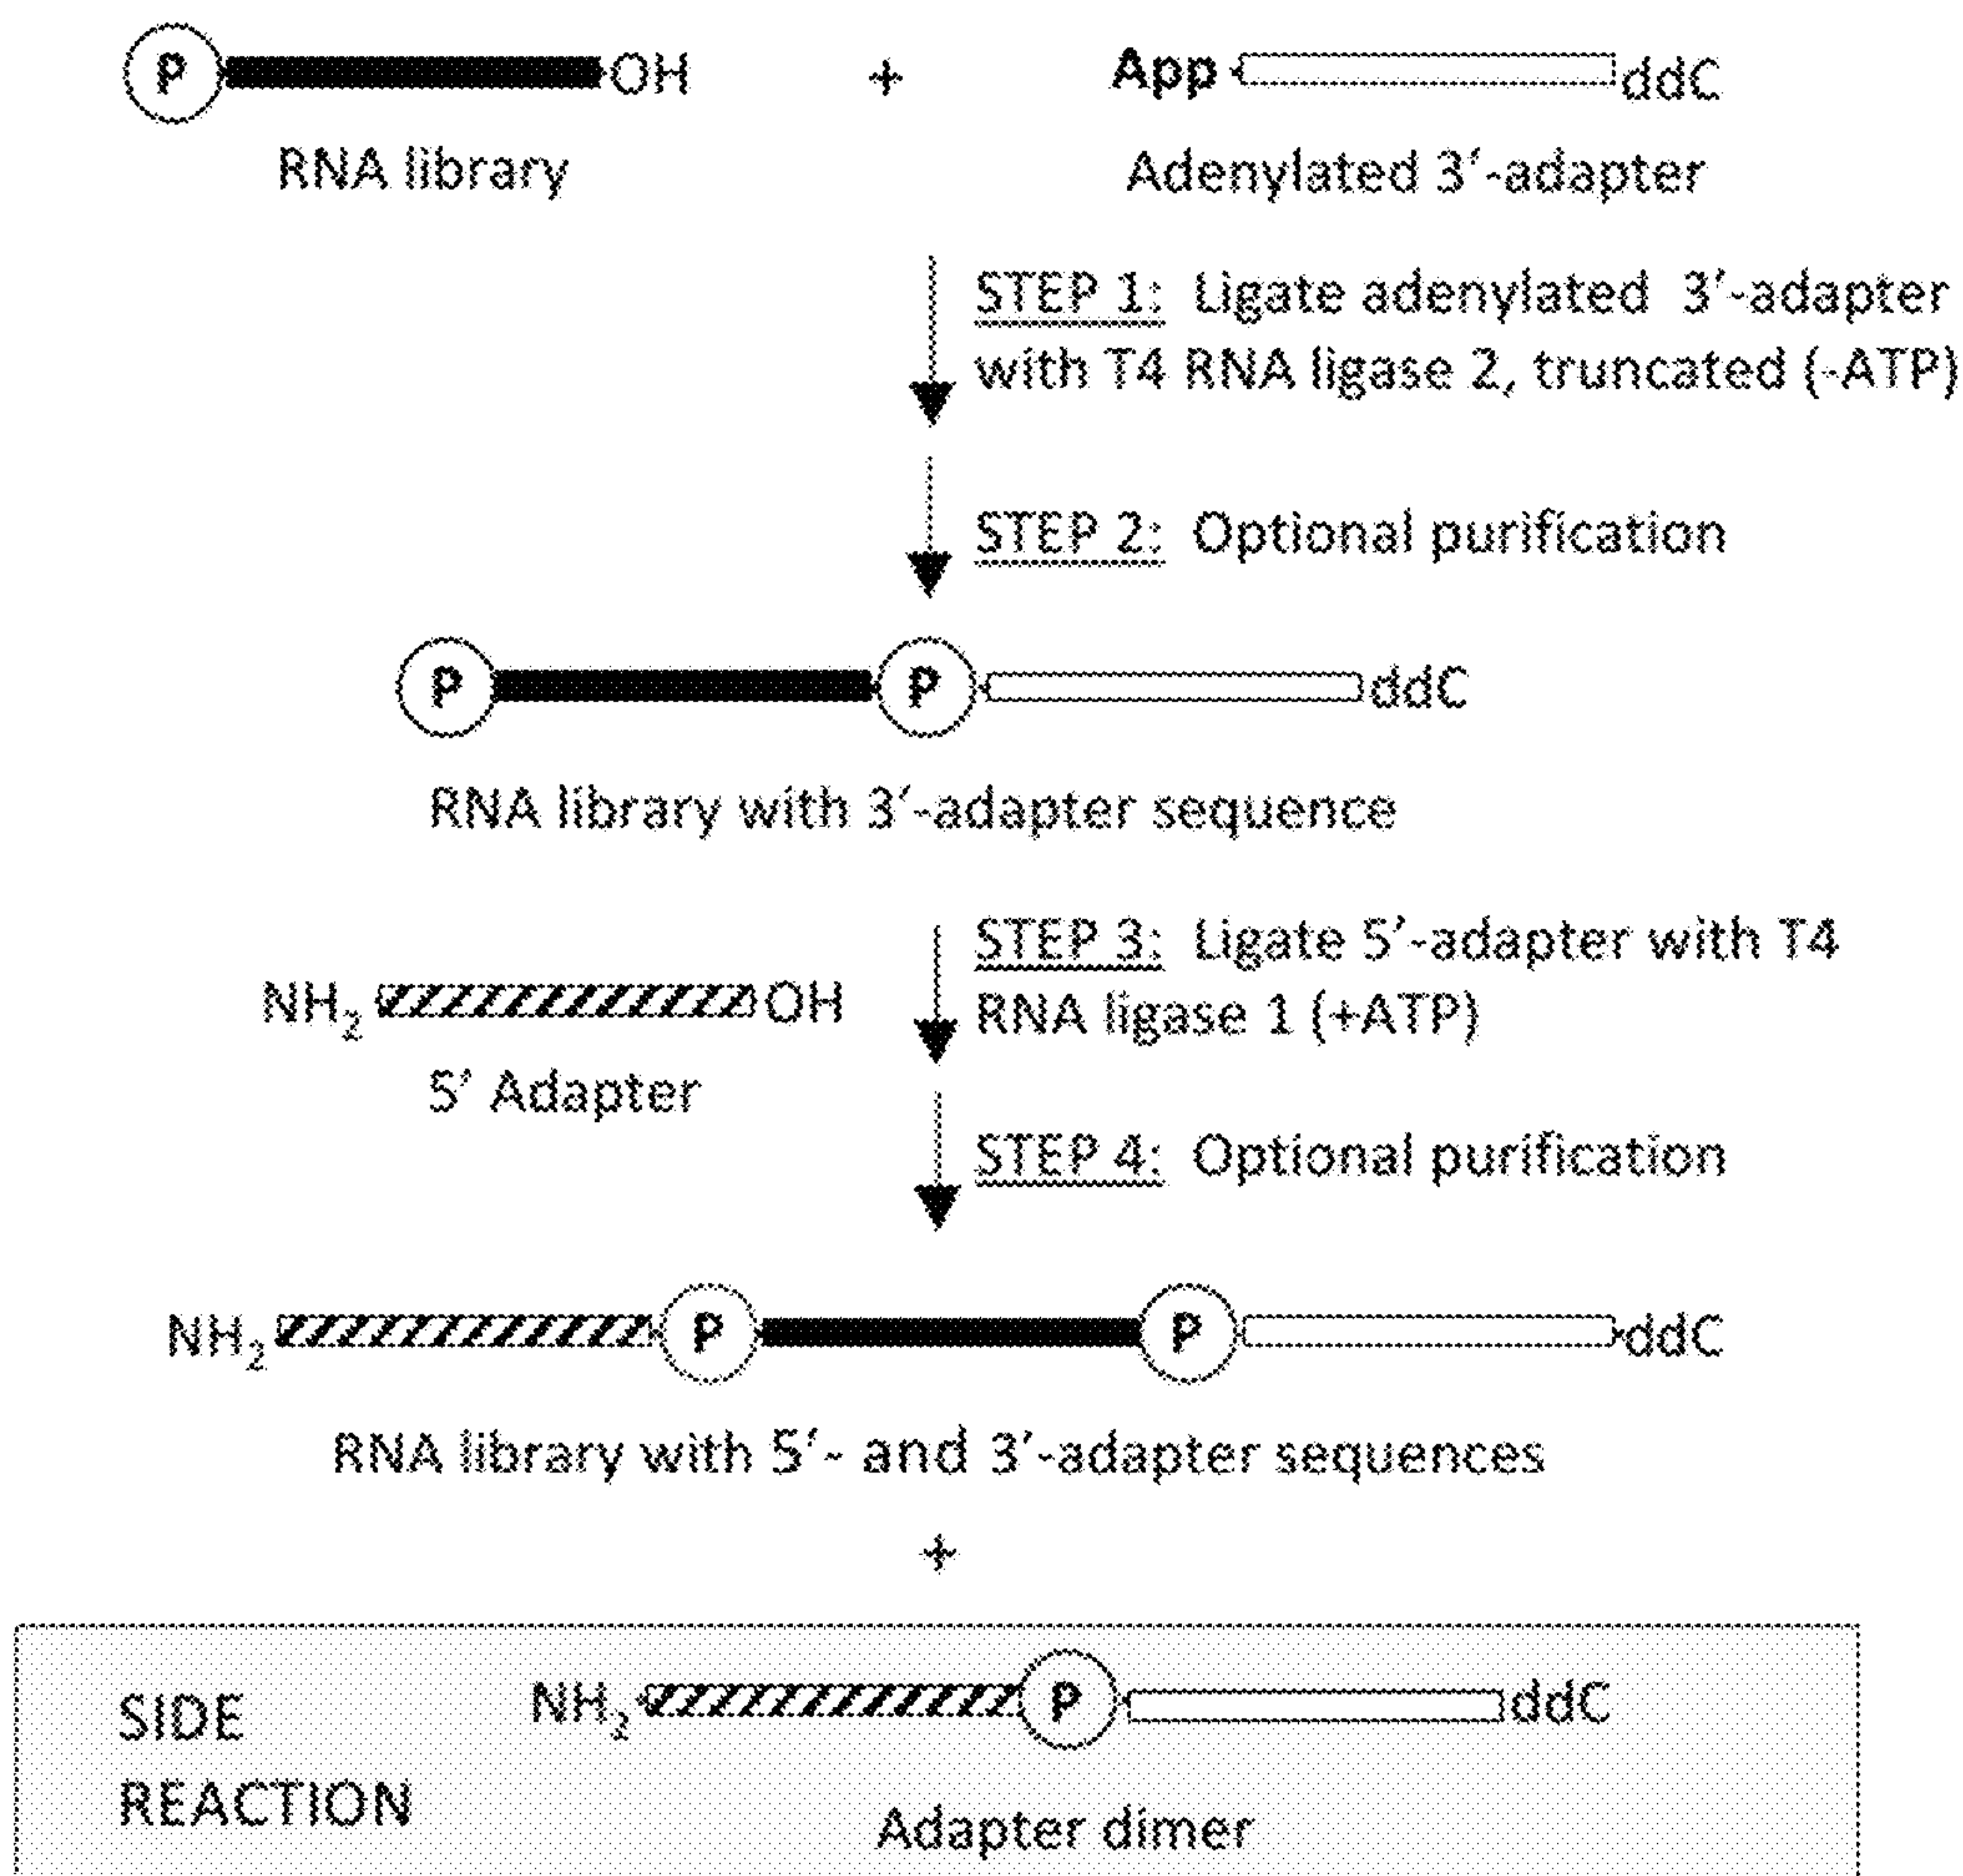 P OH + App ddC
RNA library Adenylated 3′-adapter
STEP 1: Ligate adenylated 3′-adapter
with T4 RNA ligase 2, truncated (-ATP)
STEP 2: Optional purification
P P ddC
RNA library with 3′-adapter sequence
STEP 3: Ligate 5′-adapter with T4
RNA ligase 1 (+ATP)
NH2 OH
5′ Adapter
STEP 4: Optional purification
NH2 P P ddC
RNA library with 5′- and 3′-adapter sequences
+
SIDE
REACTION
NH2 P ddC
Adapter dimer